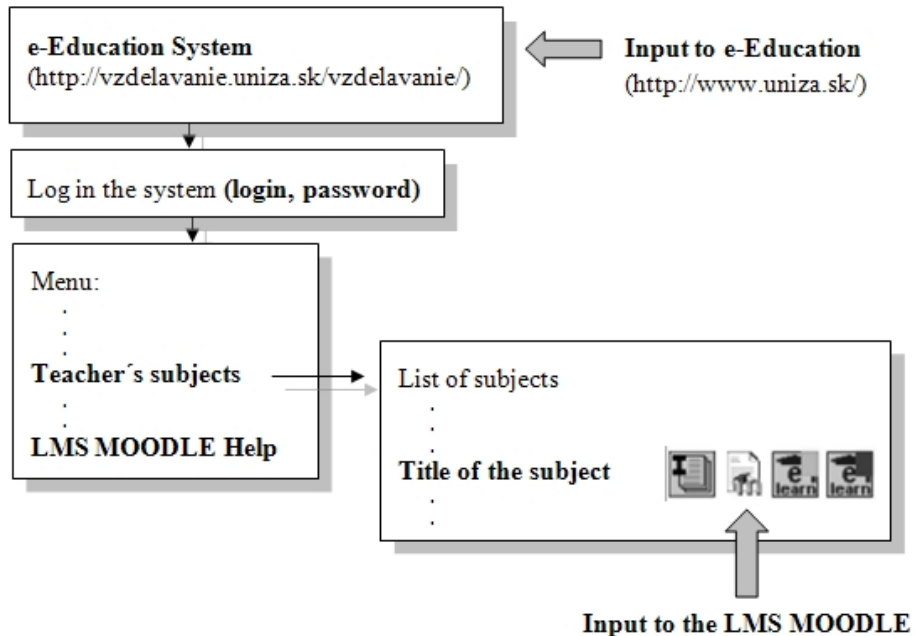 e-Education System
(http://vzdelavanie.uniza.sk/vzdelavanie/)
Input to e-Education
(http://www.uniza.sk/)
Log in the system (login, password)
Menu:
.
.
.
Teacher´s subjects
.
.
LMS MOODLE Help
List of subjects
.
.
.
Title of the subject
I
m
e
learn
e
learn
.
.
Input to the LMS MOODLE